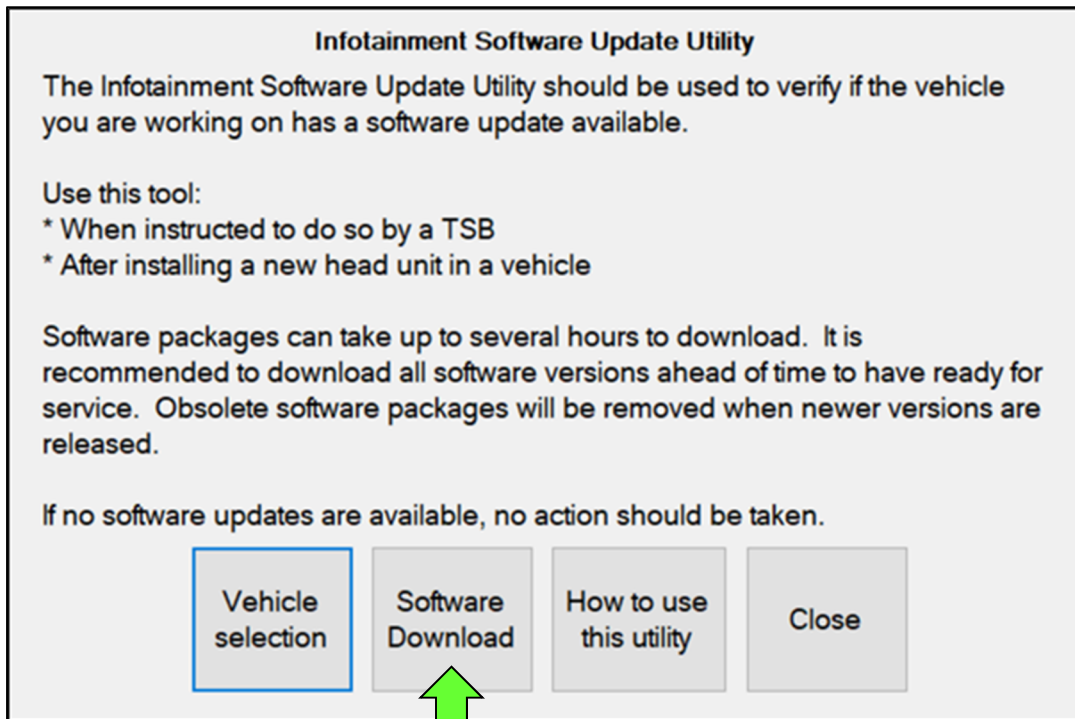 Infotainment Software Update Utility
The Infotainment Software Update Utility should be used to verify if the vehicle
you are working on has a software update available.
Use this tool:
* When instructed to do so by a TSB
* After installing a new head unit in a vehicle
Software packages can take up to several hours to download.  It is
recommended to download all software versions ahead of time to have ready for
service.  Obsolete software packages will be removed when newer versions are
released.
If no software updates are available, no action should be taken.
Vehicle
selection
Software
Download
How to use
this utility
Close